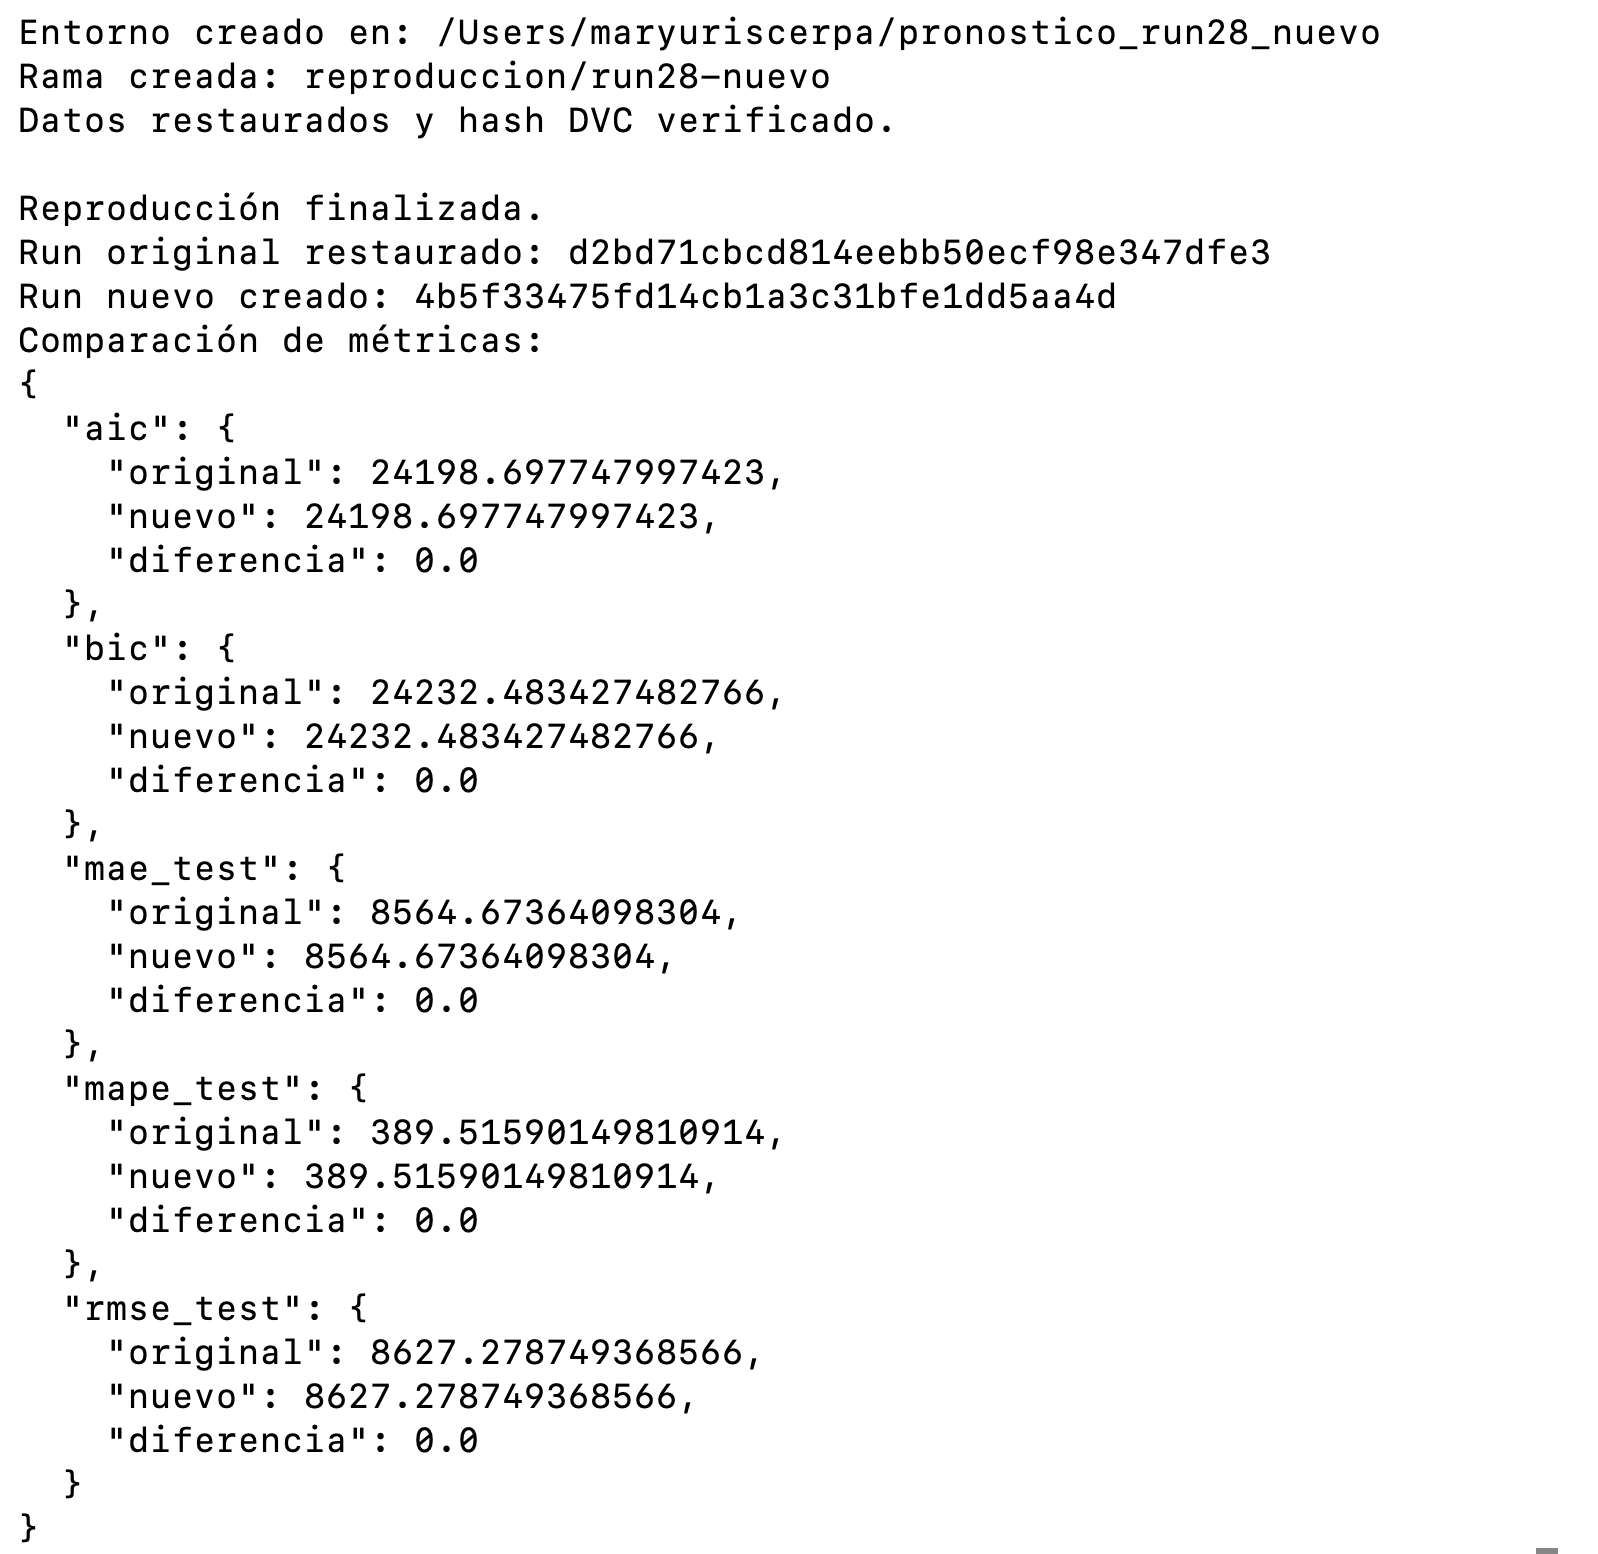 Entorno creado en: /Users/maryuriscerpa/pronostico_run28_nuevo
Rama creada: reproduccion/run28-nuevo
Datos restaurados y hash DVC verificado.

Reproducción finalizada.
Run original restaurado: d2bd71cbcd814eebb50ecf98e347dfe3
Run nuevo creado: 4b5f33475fd14cb1a3c31bfe1dd5aa4d
Comparación de métricas:
{
  "aic": {
    "original": 24198.697747997423,
    "nuevo": 24198.697747997423,
    "diferencia": 0.0
  },
  "bic": {
    "original": 24232.483427482766,
    "nuevo": 24232.483427482766,
    "diferencia": 0.0
  },
  "mae_test": {
    "original": 8564.67364098304,
    "nuevo": 8564.67364098304,
    "diferencia": 0.0
  },
  "mape_test": {
    "original": 389.51590149810914,
    "nuevo": 389.51590149810914,
    "diferencia": 0.0
  },
  "rmse_test": {
    "original": 8627.278749368566,
    "nuevo": 8627.278749368566,
    "diferencia": 0.0
  }
}